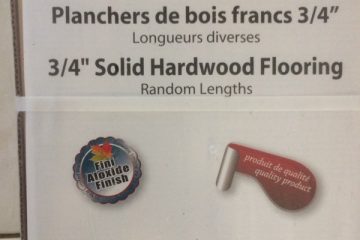 Planchers de bois francs 3/4”
Longueurs diverses
3/4" Solid Hardwood Flooring
Random Lengths
Fini
Aloxide
Finish
produit de qualité
quality product